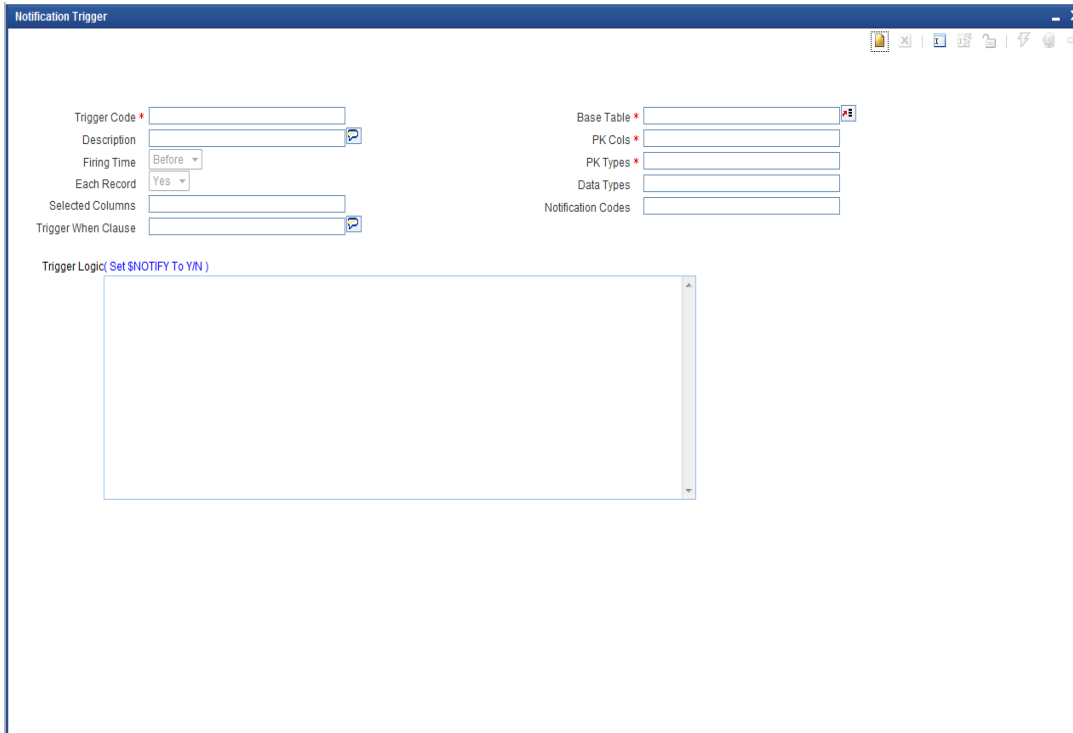 Notification Trigger
Trigger Code *
Description
Firing Time Before
Each Record Yes
Selected Columns
Trigger When Clause
Base Table *
PK Cols *
PK Types *
Data Types
Notification Codes
Trigger Logic( Set $NOTIFY To Y/N )